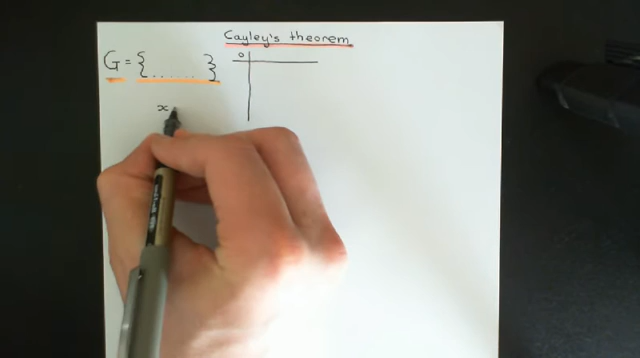 Cayley's theorem
G = { . . . . . . }
o
x